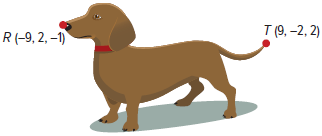 R (–9, 2, –1)
T (9, –2, 2)